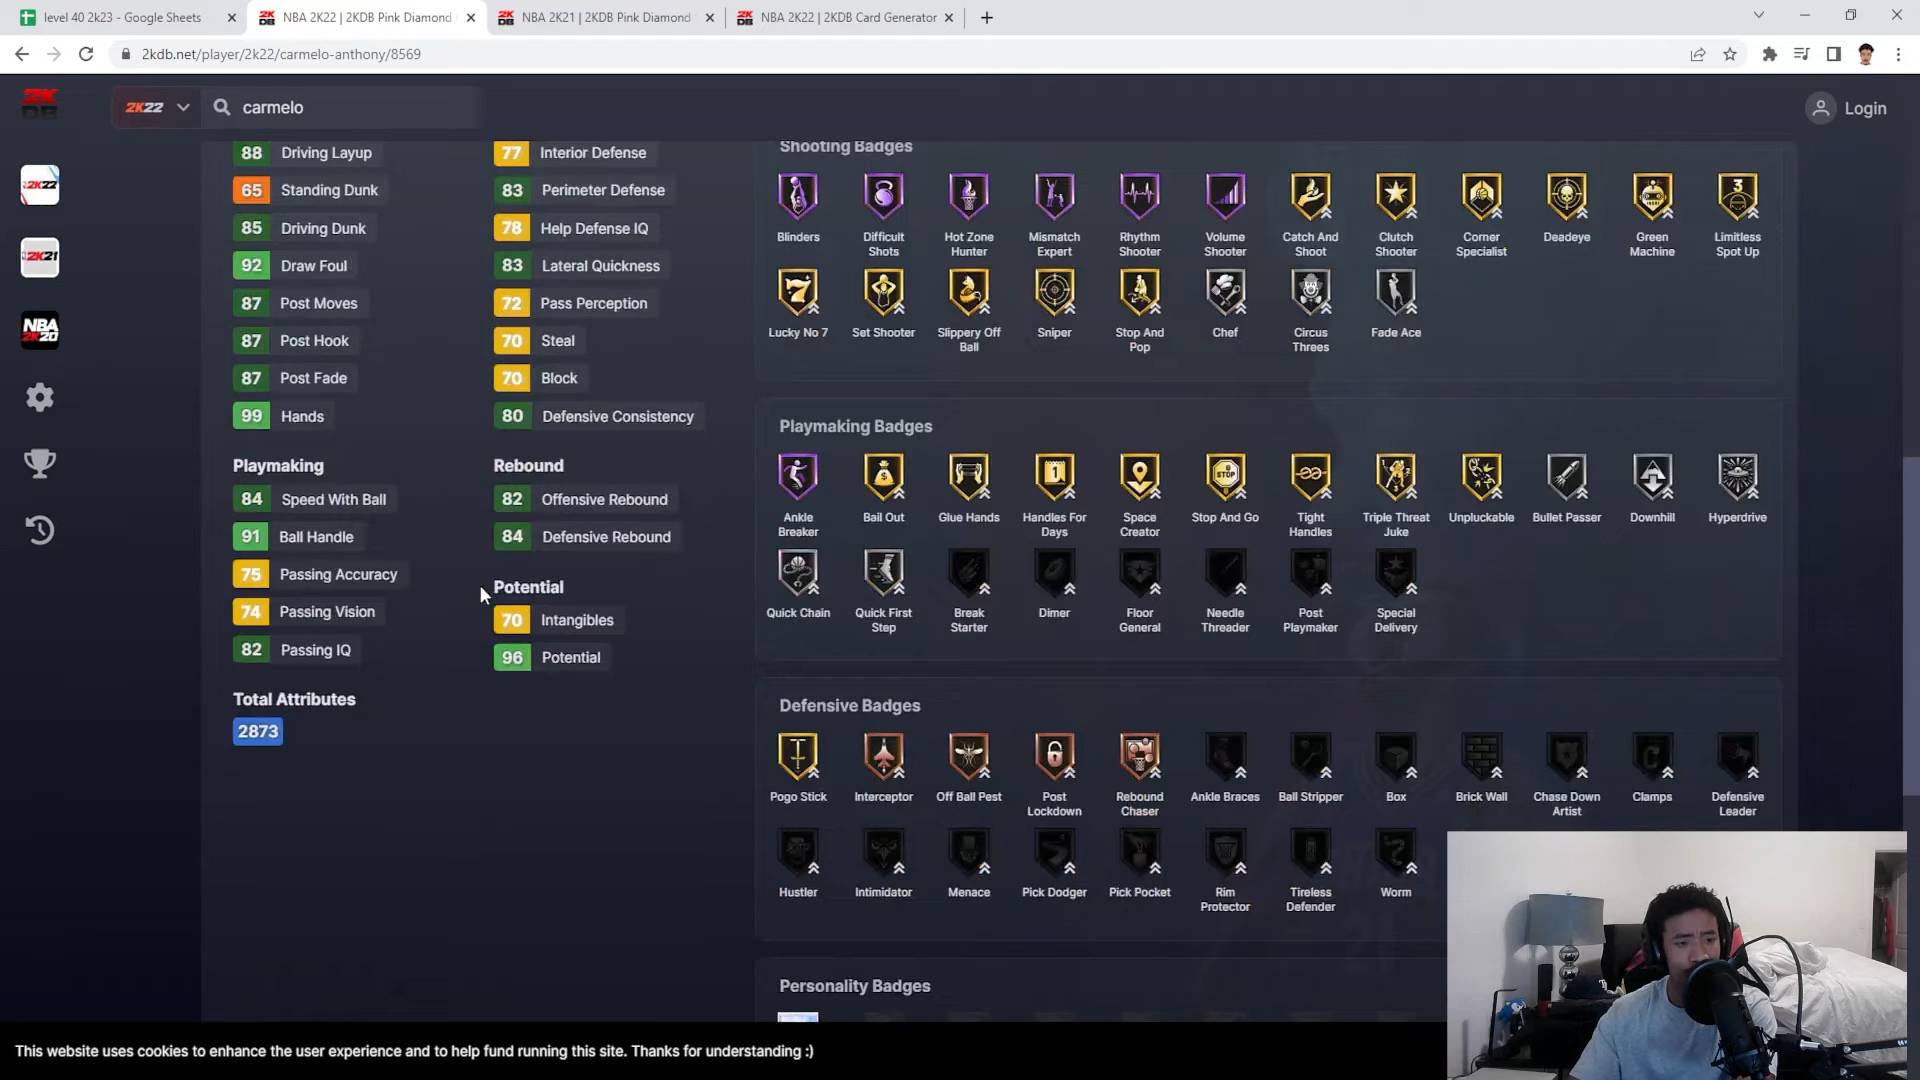 level 40 2k23 - Google Sheets
NBA 2K22 | 2KDB Pink Diamond
NBA 2K21 | 2KDB Pink Diamond
NBA 2K22 | 2KDB Card Generator
2kdb.net/player/2k22/carmelo-anthony/8569
2K DB
2K22
carmelo
Login
2K22
2K21
NBA 2K20
88 Driving Layup
65 Standing Dunk
85 Driving Dunk
92 Draw Foul
87 Post Moves
87 Post Hook
87 Post Fade
99 Hands
77 Interior Defense
83 Perimeter Defense
78 Help Defense IQ
83 Lateral Quickness
72 Pass Perception
70 Steal
70 Block
80 Defensive Consistency
Playmaking
84 Speed With Ball
91 Ball Handle
75 Passing Accuracy
74 Passing Vision
82 Passing IQ
Rebound
82 Offensive Rebound
84 Defensive Rebound
Potential
70 Intangibles
96 Potential
Total Attributes
2873
Shooting Badges
Blinders
Difficult Shots
Hot Zone Hunter
Mismatch Expert
Rhythm Shooter
Volume Shooter
Catch And Shoot
Clutch Shooter
Corner Specialist
Deadeye
Green Machine
Limitless Spot Up
Lucky No 7
Set Shooter
Slippery Off Ball
Sniper
Stop And Pop
Chef
Circus Threes
Fade Ace
Playmaking Badges
Ankle Breaker
Bail Out
Glue Hands
Handles For Days
Space Creator
Stop And Go
Tight Handles
Triple Threat Juke
Unpluckable
Bullet Passer
Downhill
Hyperdrive
Quick Chain
Quick First Step
Break Starter
Dimer
Floor General
Needle Threader
Post Playmaker
Special Delivery
Defensive Badges
Pogo Stick
Interceptor
Off Ball Pest
Post Lockdown
Rebound Chaser
Ankle Braces
Ball Stripper
Box
Brick Wall
Chase Down Artist
Clamps
Defensive Leader
Hustler
Intimidator
Menace
Pick Dodger
Pick Pocket
Rim Protector
Tireless Defender
Worm
Personality Badges
This website uses cookies to enhance the user experience and to help fund running this site. Thanks for understanding :)